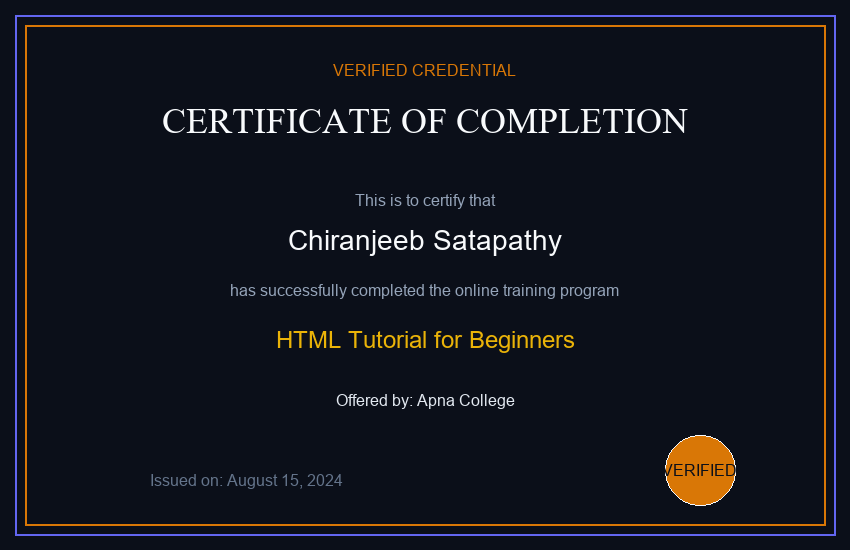 VERIFIED CREDENTIAL
CERTIFICATE OF COMPLETION
This is to certify that
Chiranjeeb Satapathy
has successfully completed the online training program
HTML Tutorial for Beginners
Offered by: Apna College
VERIFIED
Issued on: August 15, 2024